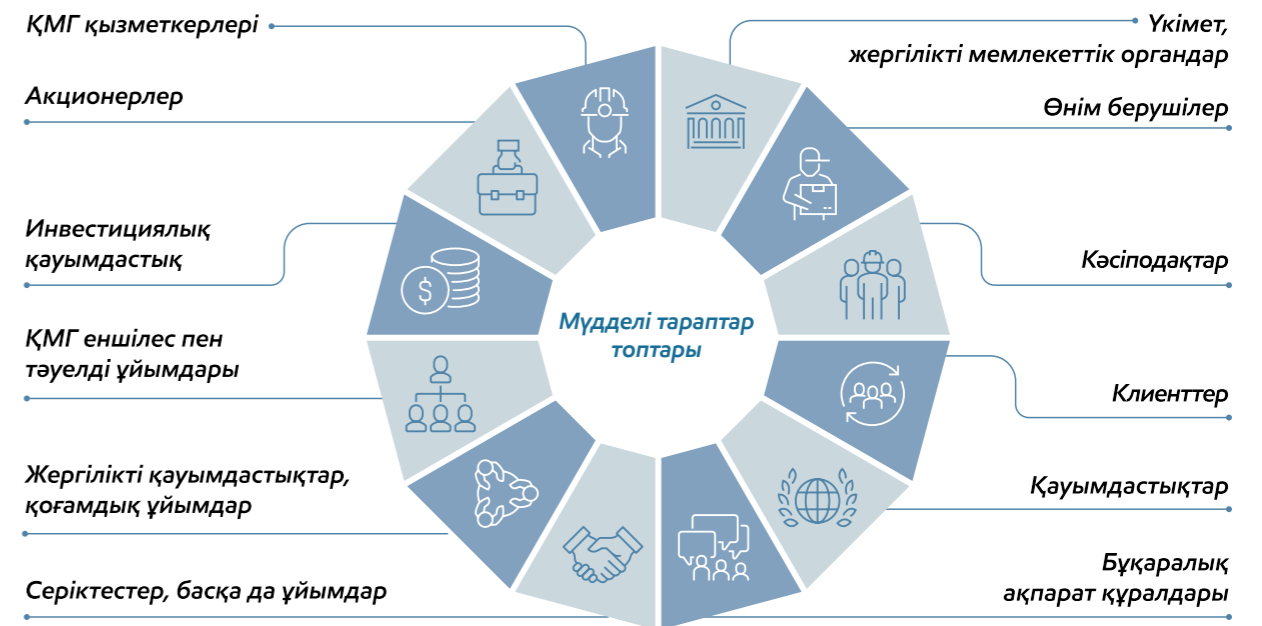 ҚМГ қызметкерлері
Акционерлер
Инвестициялық
қауымдастық
ҚМГ еншілес пен
тәуелді ұйымдары
Жергілікті қауымдастықтар,
қоғамдық ұйымдар
Серіктестер, басқа да ұйымдар
Мүдделі тараптар
топтары
Үкімет,
жергілікті мемлекеттік органдар
Өнім берушілер
Кәсіподақтар
Клиенттер
Қауымдастықтар
Бұқаралық
ақпарат құралдары
$